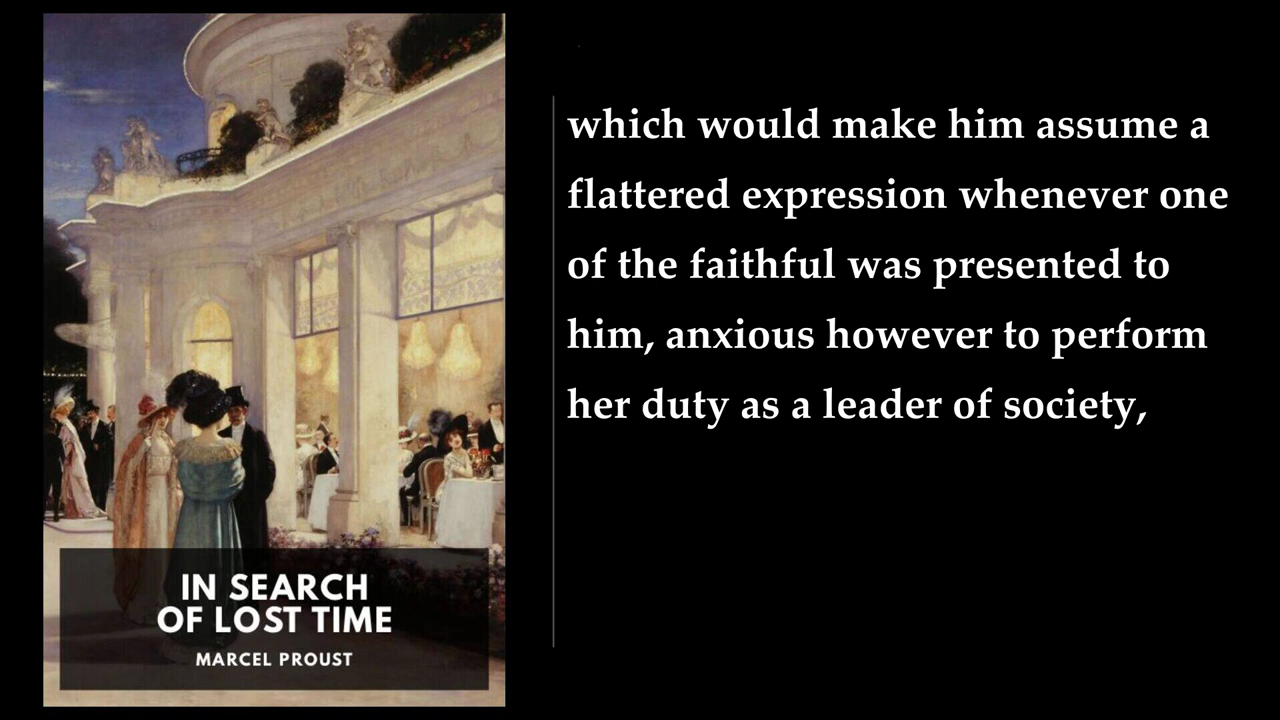 which would make him assume a
flattered expression whenever one
of the faithful was presented to
him, anxious however to perform
her duty as a leader of society,
IN SEARCH
OF LOST TIME
MARCEL PROUST